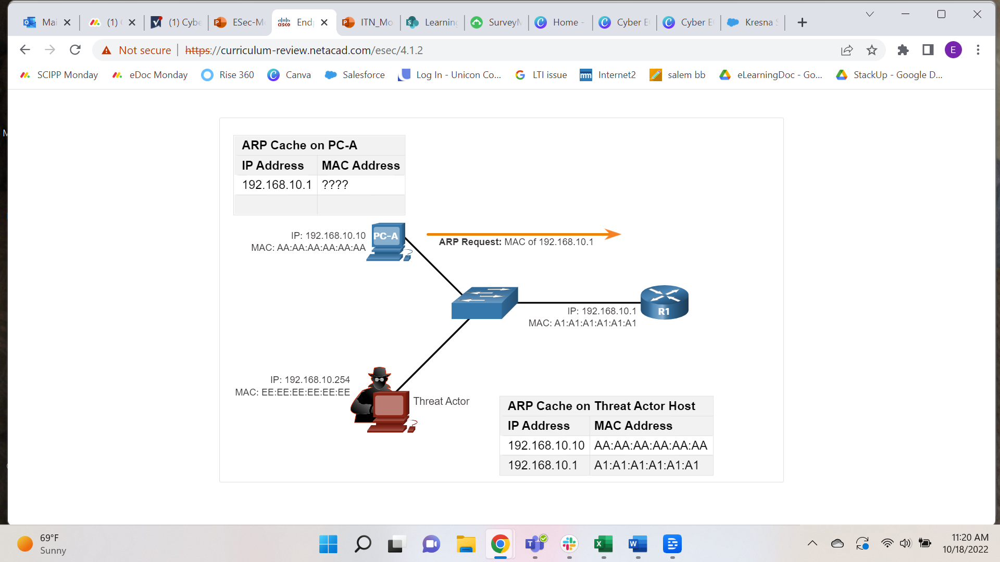 Mai
(1)
(1) Cybe
ESec-M
End
ITN_Mo
Learning
SurveyM
Home -
Cyber E
Cyber E
Kresna S
Not secure
https://curriculum-review.netacad.com/esec/4.1.2
E
SCIPP Monday
eDoc Monday
Rise 360
Canva
Salesforce
Log In - Unicon Co...
LTI issue
Internet2
salem bb
eLearningDoc - Go...
StackUp - Google D...
ARP Cache on PC-A
IP Address MAC Address
192.168.10.1 ????
IP: 192.168.10.10
MAC: AA:AA:AA:AA:AA:AA
PC-A
ARP Request: MAC of 192.168.10.1
IP: 192.168.10.1
MAC: A1:A1:A1:A1:A1:A1
R1
IP: 192.168.10.254
MAC: EE:EE:EE:EE:EE:EE
Threat Actor
ARP Cache on Threat Actor Host
IP Address MAC Address
192.168.10.10 AA:AA:AA:AA:AA:AA
192.168.10.1 A1:A1:A1:A1:A1:A1
69°F
Sunny
11:20 AM
10/18/2022